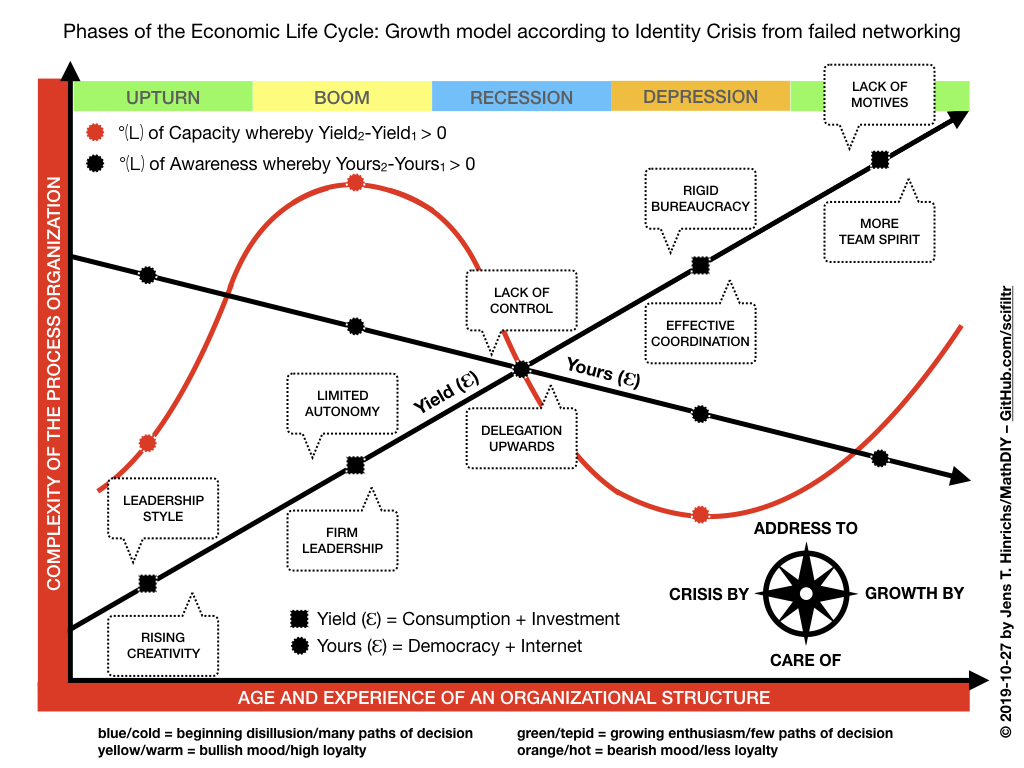 Phases of the Economic Life Cycle: Growth model according to Identity Crisis from failed networking
UPTURN
BOOM
RECESSION
DEPRESSION
LACK OF
MOTIVES
°(L) of Capacity whereby Yield₂-Yield₁ > 0
°(L) of Awareness whereby Yours₂-Yours₁ > 0
RIGID
BUREAUCRACY
MORE
TEAM SPIRIT
LACK OF
CONTROL
EFFECTIVE
COORDINATION
Yield (Ɛ)
Yours (Ɛ)
LIMITED
AUTONOMY
DELEGATION
UPWARDS
LEADERSHIP
STYLE
FIRM
LEADERSHIP
RISING
CREATIVITY
ADDRESS TO
CRISIS BY
GROWTH BY
CARE OF
Yield (Ɛ) = Consumption + Investment
Yours (Ɛ) = Democracy + Internet
COMPLEXITY OF THE PROCESS ORGANIZATION
AGE AND EXPERIENCE OF AN ORGANIZATIONAL STRUCTURE
blue/cold = beginning disillusion/many paths of decision
yellow/warm = bullish mood/high loyalty
green/tepid = growing enthusiasm/few paths of decision
orange/hot = bearish mood/less loyalty
© 2019-10-27 by Jens T. Hinrichs/MathDIY – GitHub.com/scifiltr